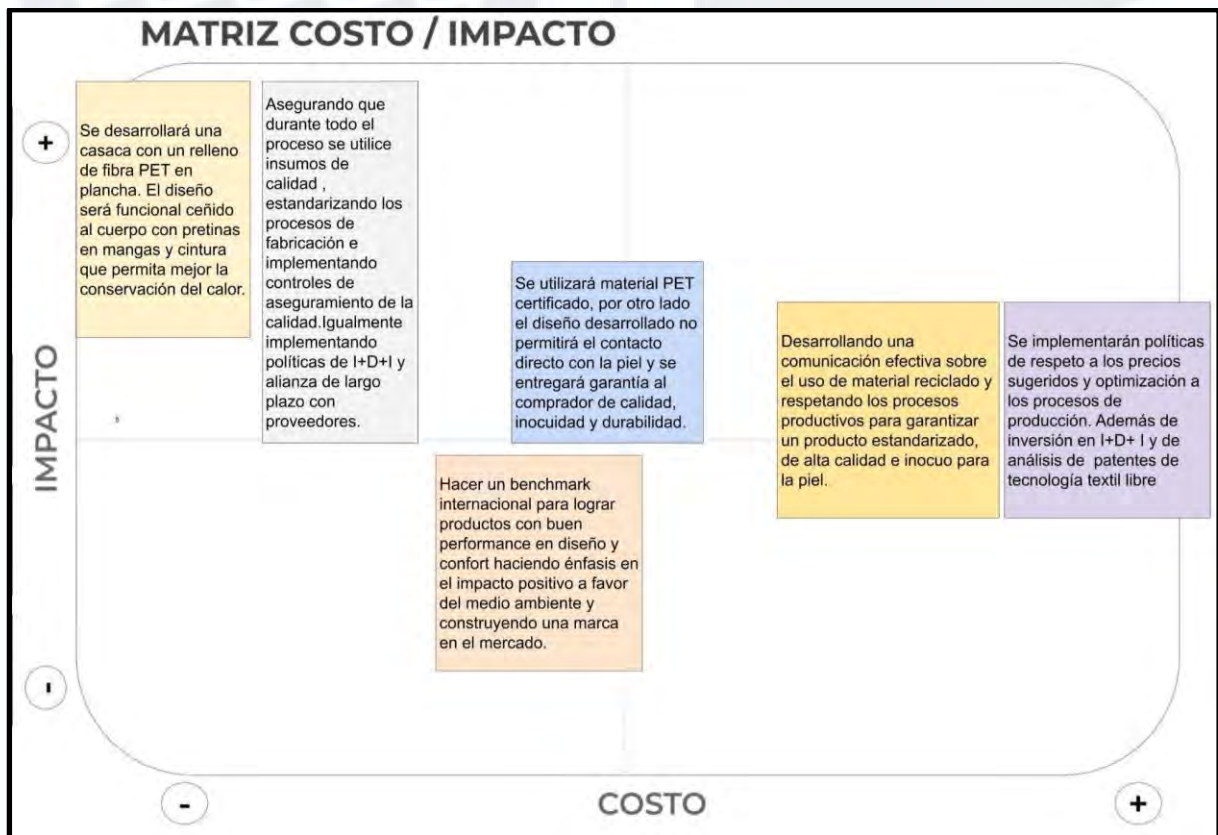 MATRIZ COSTO / IMPACTO
+
Se desarrollará una
casaca con un relleno
de fibra PET en
plancha. El diseño
será funcional ceñido
al cuerpo con pretinas
en mangas y cintura
que permita mejor la
conservación del calor.
Asegurando que
durante todo el
proceso se utilice
insumos de
calidad ,
estandarizando los
procesos de
fabricación e
implementando
controles de
aseguramiento de la
calidad.Igualmente
implementando
políticas de I+D+I y
alianza de largo
plazo con
proveedores.
Se utilizará material PET
certificado, por otro lado
el diseño desarrollado no
permitirá el contacto
directo con la piel y se
entregará garantía al
comprador de calidad,
inocuidad y durabilidad.
Desarrollando una
comunicación efectiva sobre
el uso de material reciclado y
respetando los procesos
productivos para garantizar
un producto estandarizado,
de alta calidad e inocuo para
la piel.
Se implementarán políticas
de respeto a los precios
sugeridos y optimización a
los procesos de
producción. Además de
inversión en I+D+ I y de
análisis de patentes de
tecnología textil libre
,
IMPACTO
Hacer un benchmark
internacional para lograr
productos con buen
performance en diseño y
confort haciendo énfasis en
el impacto positivo a favor
del medio ambiente y
construyendo una marca
en el mercado.
-
-
COSTO
+